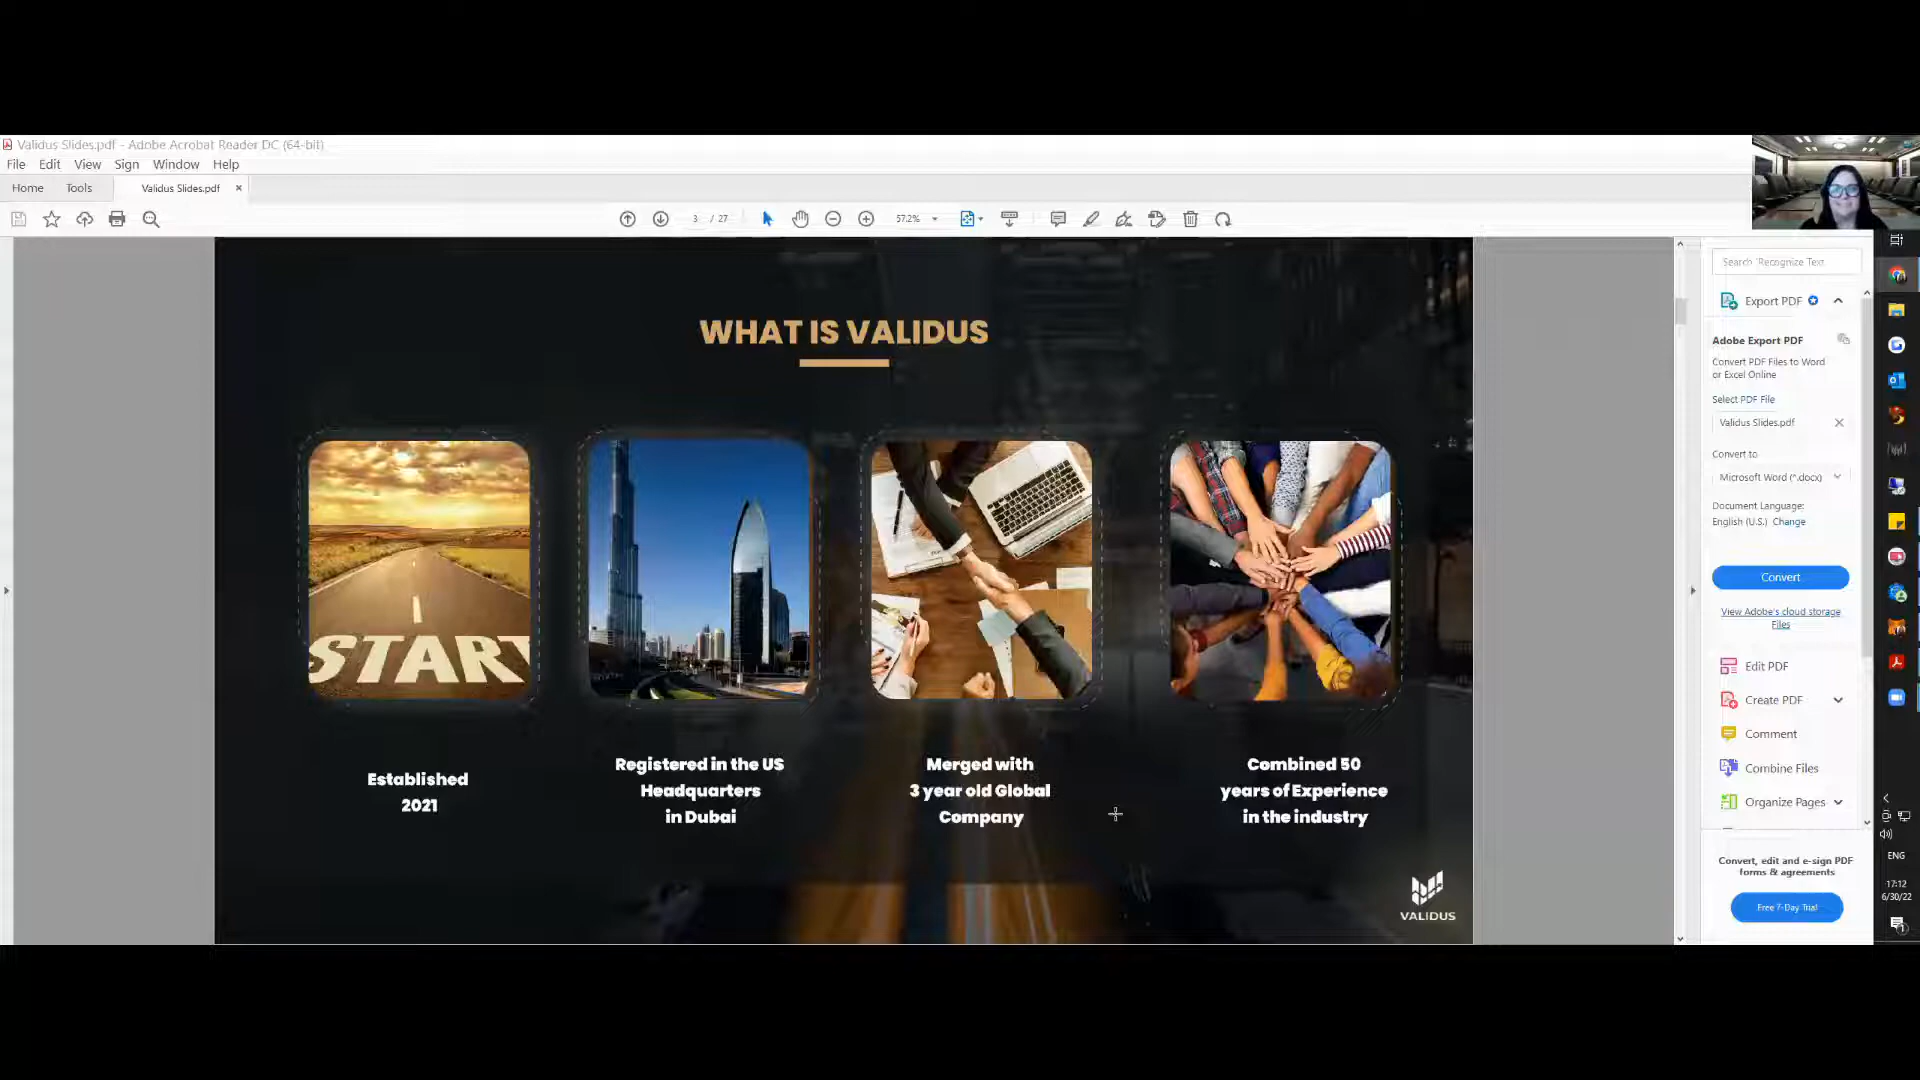 Validus Slides.pdf - Adobe Acrobat Reader DC (64-bit)
File Edit View Sign Window Help
Home Tools Validus Slides.pdf ×
3 / 27 57.2%
WHAT IS VALIDUS
START
Established
2021
Registered in the US
Headquarters
in Dubai
Merged with
3 year old Global
Company
Combined 50
years of Experience
in the industry
VALIDUS
Search 'Recognize Text
Export PDF
Adobe Export PDF
Convert PDF Files to Word
or Excel Online
Select PDF File
Validus Slides.pdf
Convert to
Microsoft Word (*.docx)
Document Language:
English (U.S.) Change
Convert
View Adobe's cloud storage
Files
Edit PDF
Create PDF
Comment
Combine Files
Organize Pages
Convert, edit and e-sign PDF
forms & agreements
Free 7-Day Trial
ENG
17:12
6/30/22